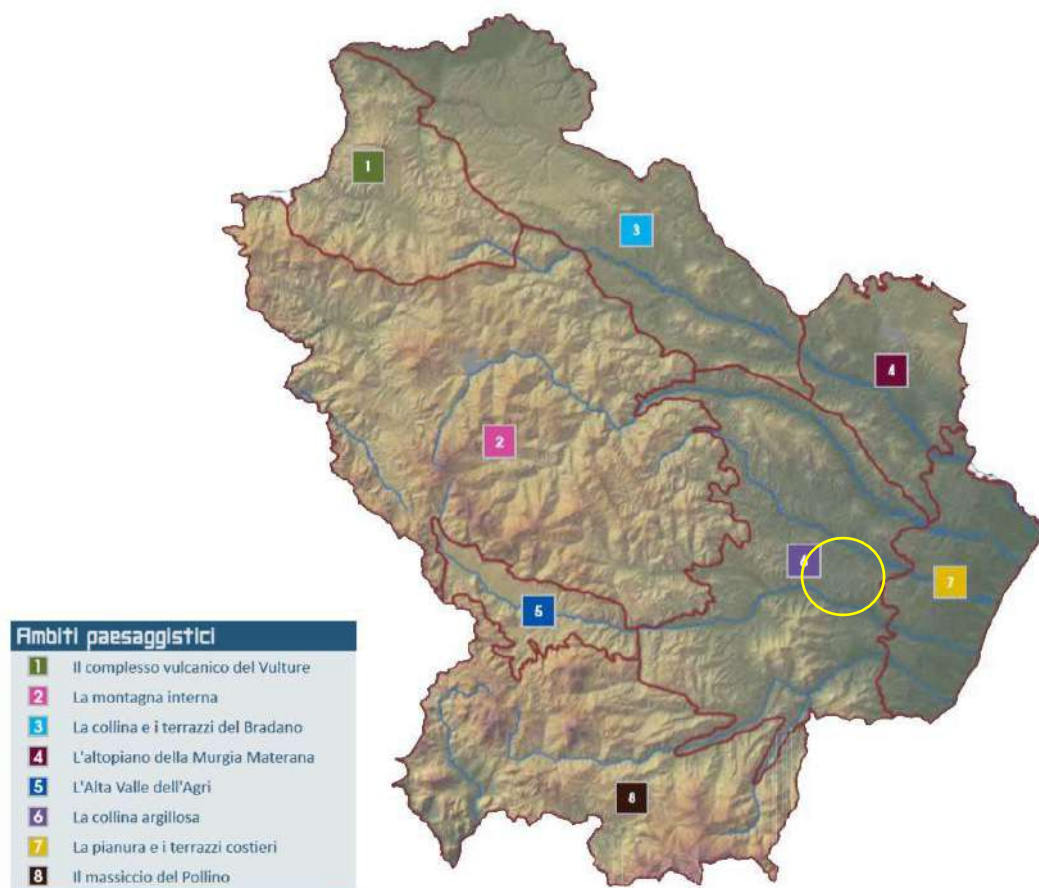 1
3
4
2
6
7
5
8
Ambiti paesaggistici
1 Il complesso vulcanico del Vulture
2 La montagna interna
3 La collina e i terrazzi del Bradano
4 L'altopiano della Murgia Materana
5 L'Alta Valle dell'Agri
6 La collina argillosa
7 La pianura e i terrazzi costieri
8 Il massiccio del Pollino